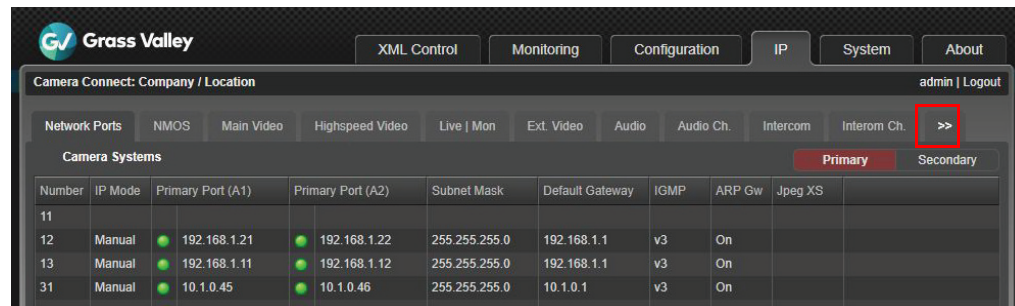 GV Grass Valley
XML Control Monitoring Configuration IP System About
Camera Connect: Company / Location admin | Logout
Network Ports NMOS Main Video Highspeed Video Live | Mon Ext. Video Audio Audio Ch. Intercom Interom Ch. >>
Camera Systems Primary Secondary
Number IP Mode Primary Port (A1) Primary Port (A2) Subnet Mask Default Gateway IGMP ARP Gw Jpeg XS
11
12 Manual 192.168.1.21 192.168.1.22 255.255.255.0 192.168.1.1 v3 On
13 Manual 192.168.1.11 192.168.1.12 255.255.255.0 192.168.1.1 v3 On
31 Manual 10.1.0.45 10.1.0.46 255.255.255.0 10.1.0.1 v3 On